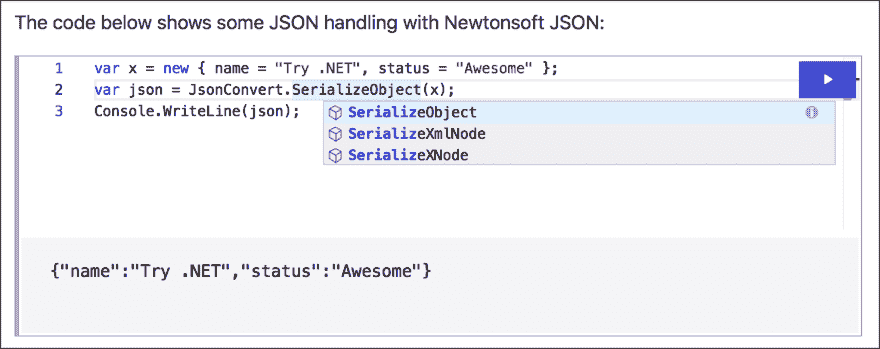 The code below shows some JSON handling with Newtonsoft JSON:
1 var x = new { name = "Try .NET", status = "Awesome" };
2 var json = JsonConvert.SerializeObject(x);
3 Console.WriteLine(json);
SerializeObject
SerializeXmlNode
SerializeXNode
{"name":"Try .NET","status":"Awesome"}